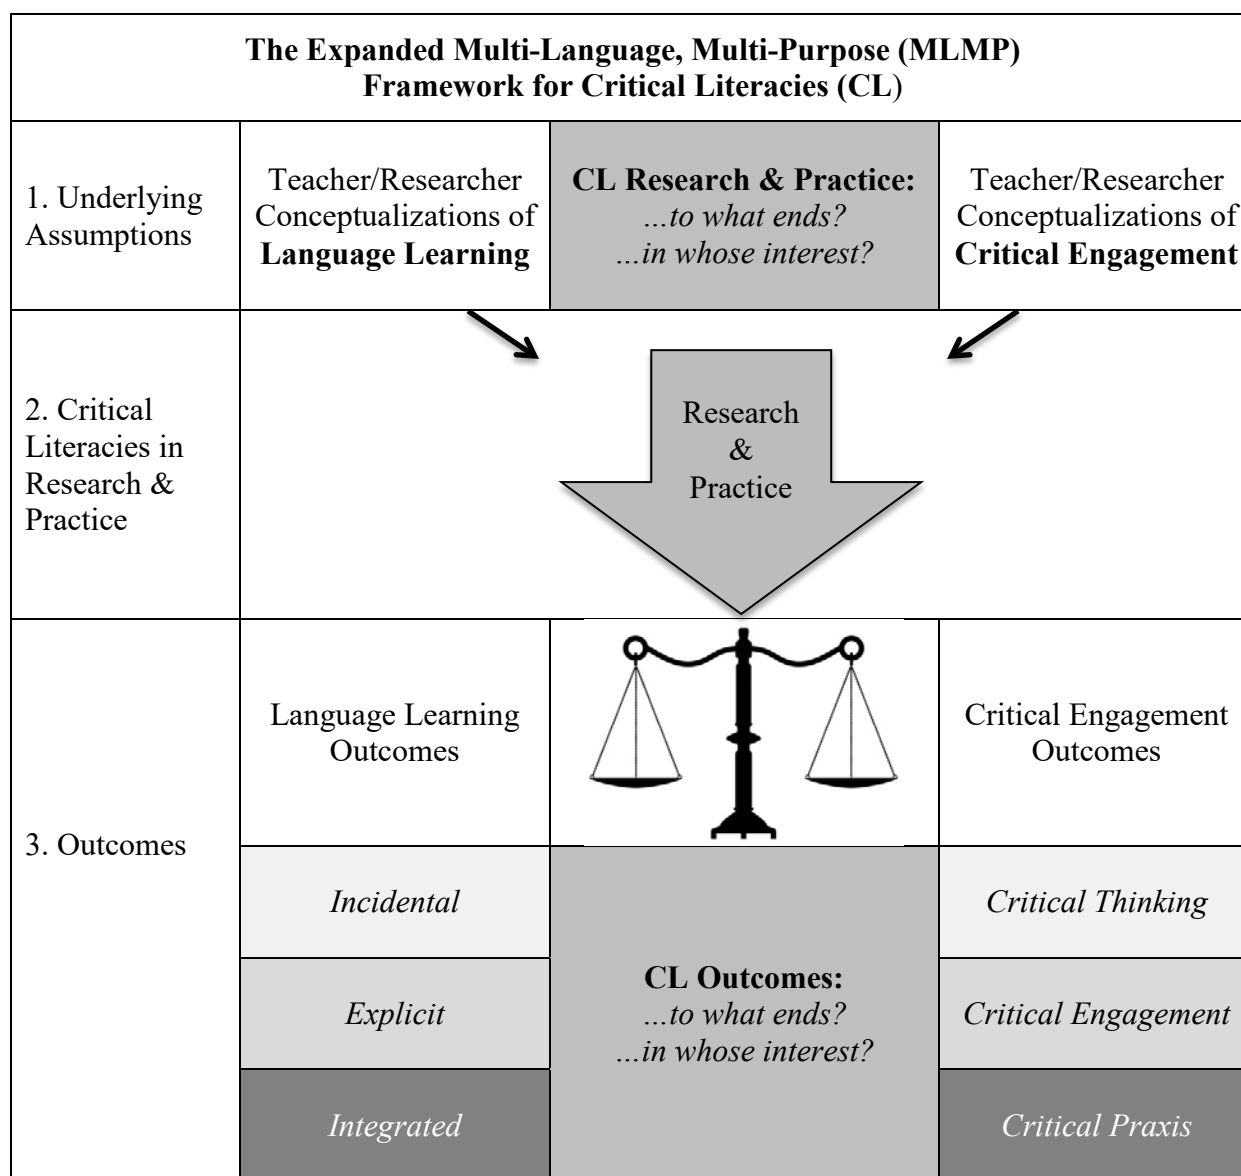 The Expanded Multi-Language, Multi-Purpose (MLMP)
Framework for Critical Literacies (CL)
1. Underlying
Assumptions
Teacher/Researcher
Conceptualizations of
Language Learning
CL Research & Practice:
...to what ends?
...in whose interest?
Teacher/Researcher
Conceptualizations of
Critical Engagement
2. Critical
Literacies in
Research &
Practice
Research
&
Practice
3. Outcomes
Language Learning
Outcomes
Critical Engagement
Outcomes
Incidental
Explicit
Integrated
CL Outcomes:
...to what ends?
...in whose interest?
Critical Thinking
Critical Engagement
Critical Praxis